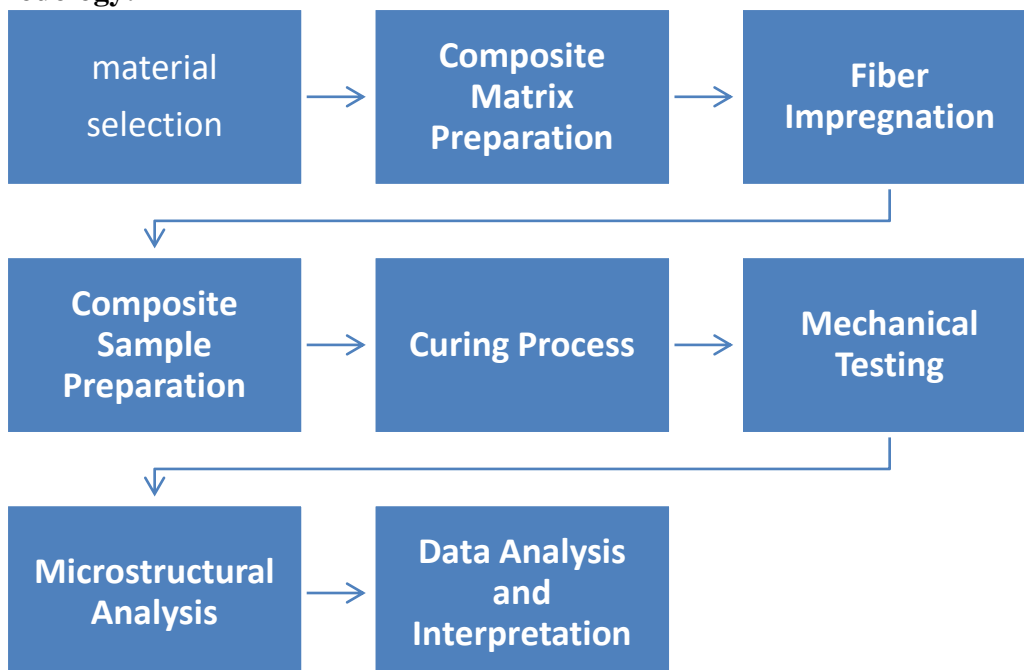 material
selection
Composite
Matrix
Preparation
Fiber
Impregnation
Composite
Sample
Preparation
Curing Process
Mechanical
Testing
Microstructural
Analysis
Data Analysis
and
Interpretation